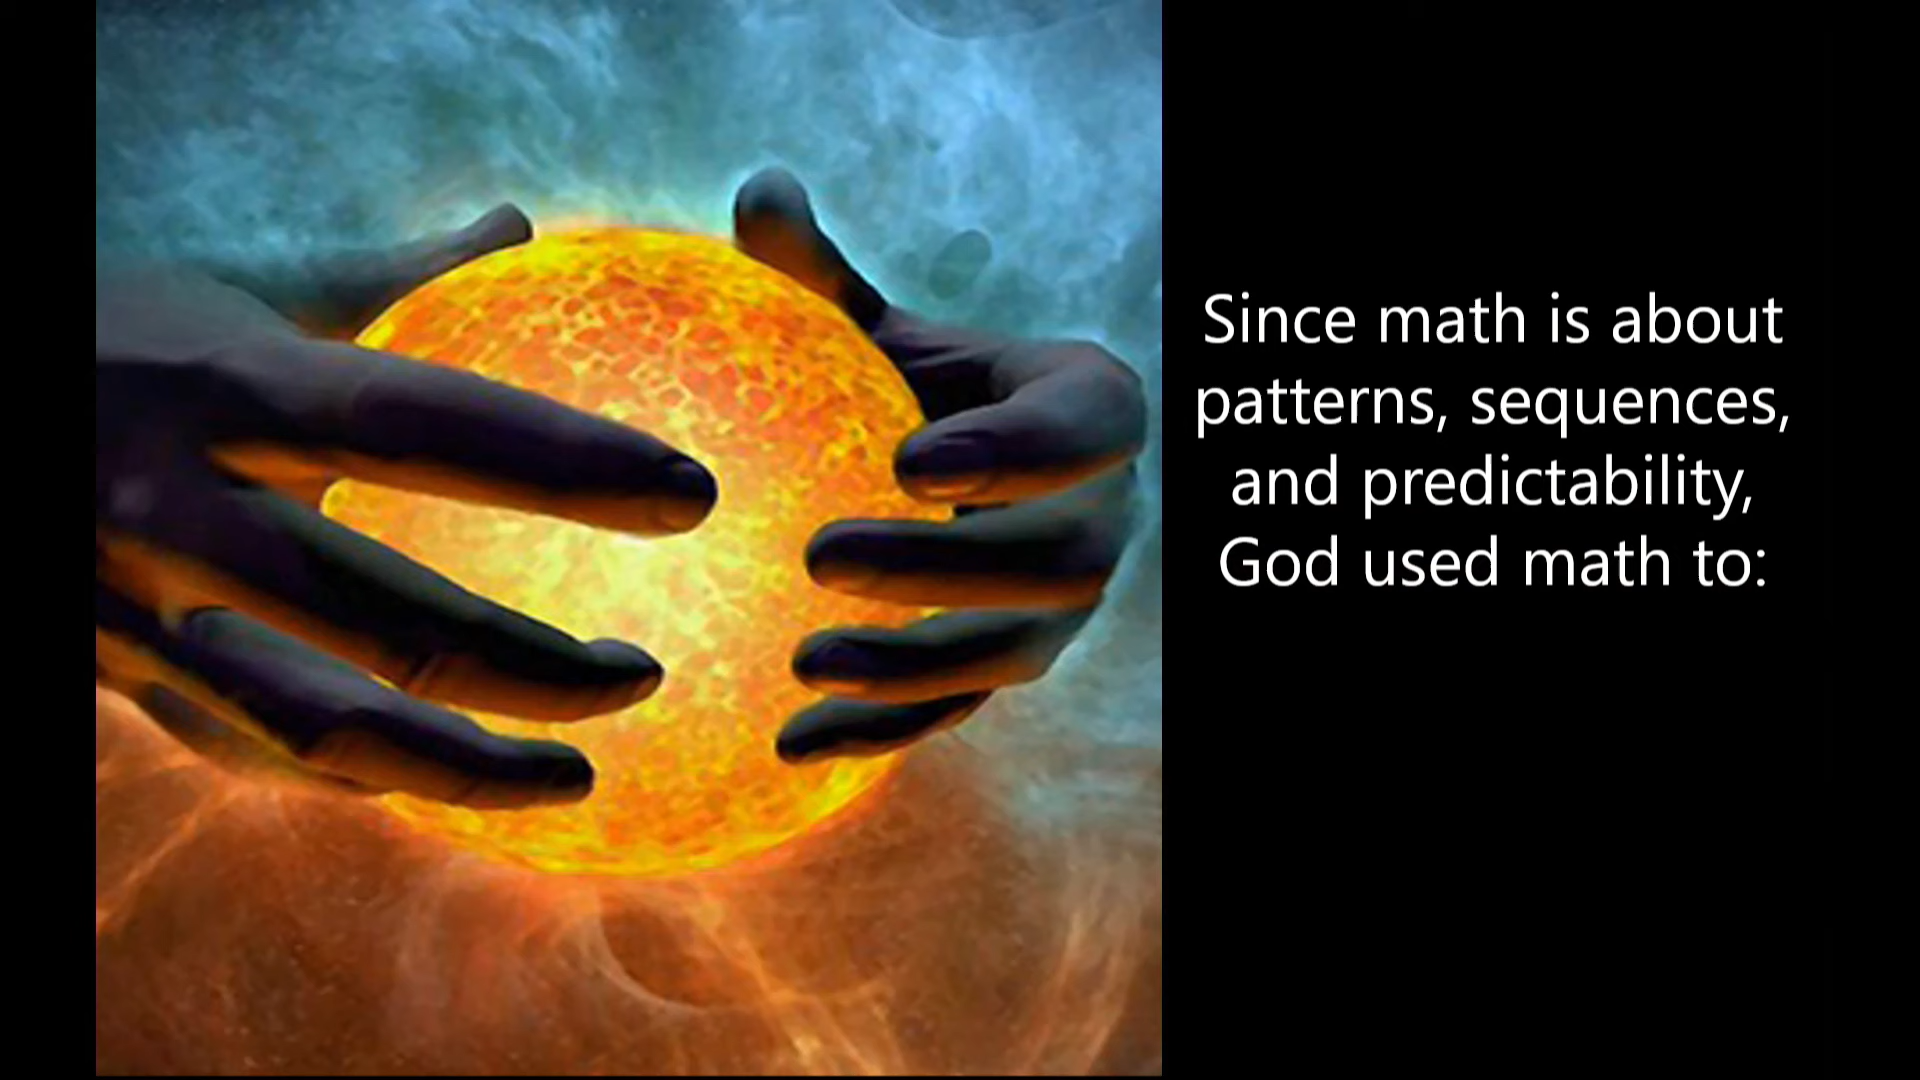 Since math is about
patterns, sequences,
and predictability,
God used math to: